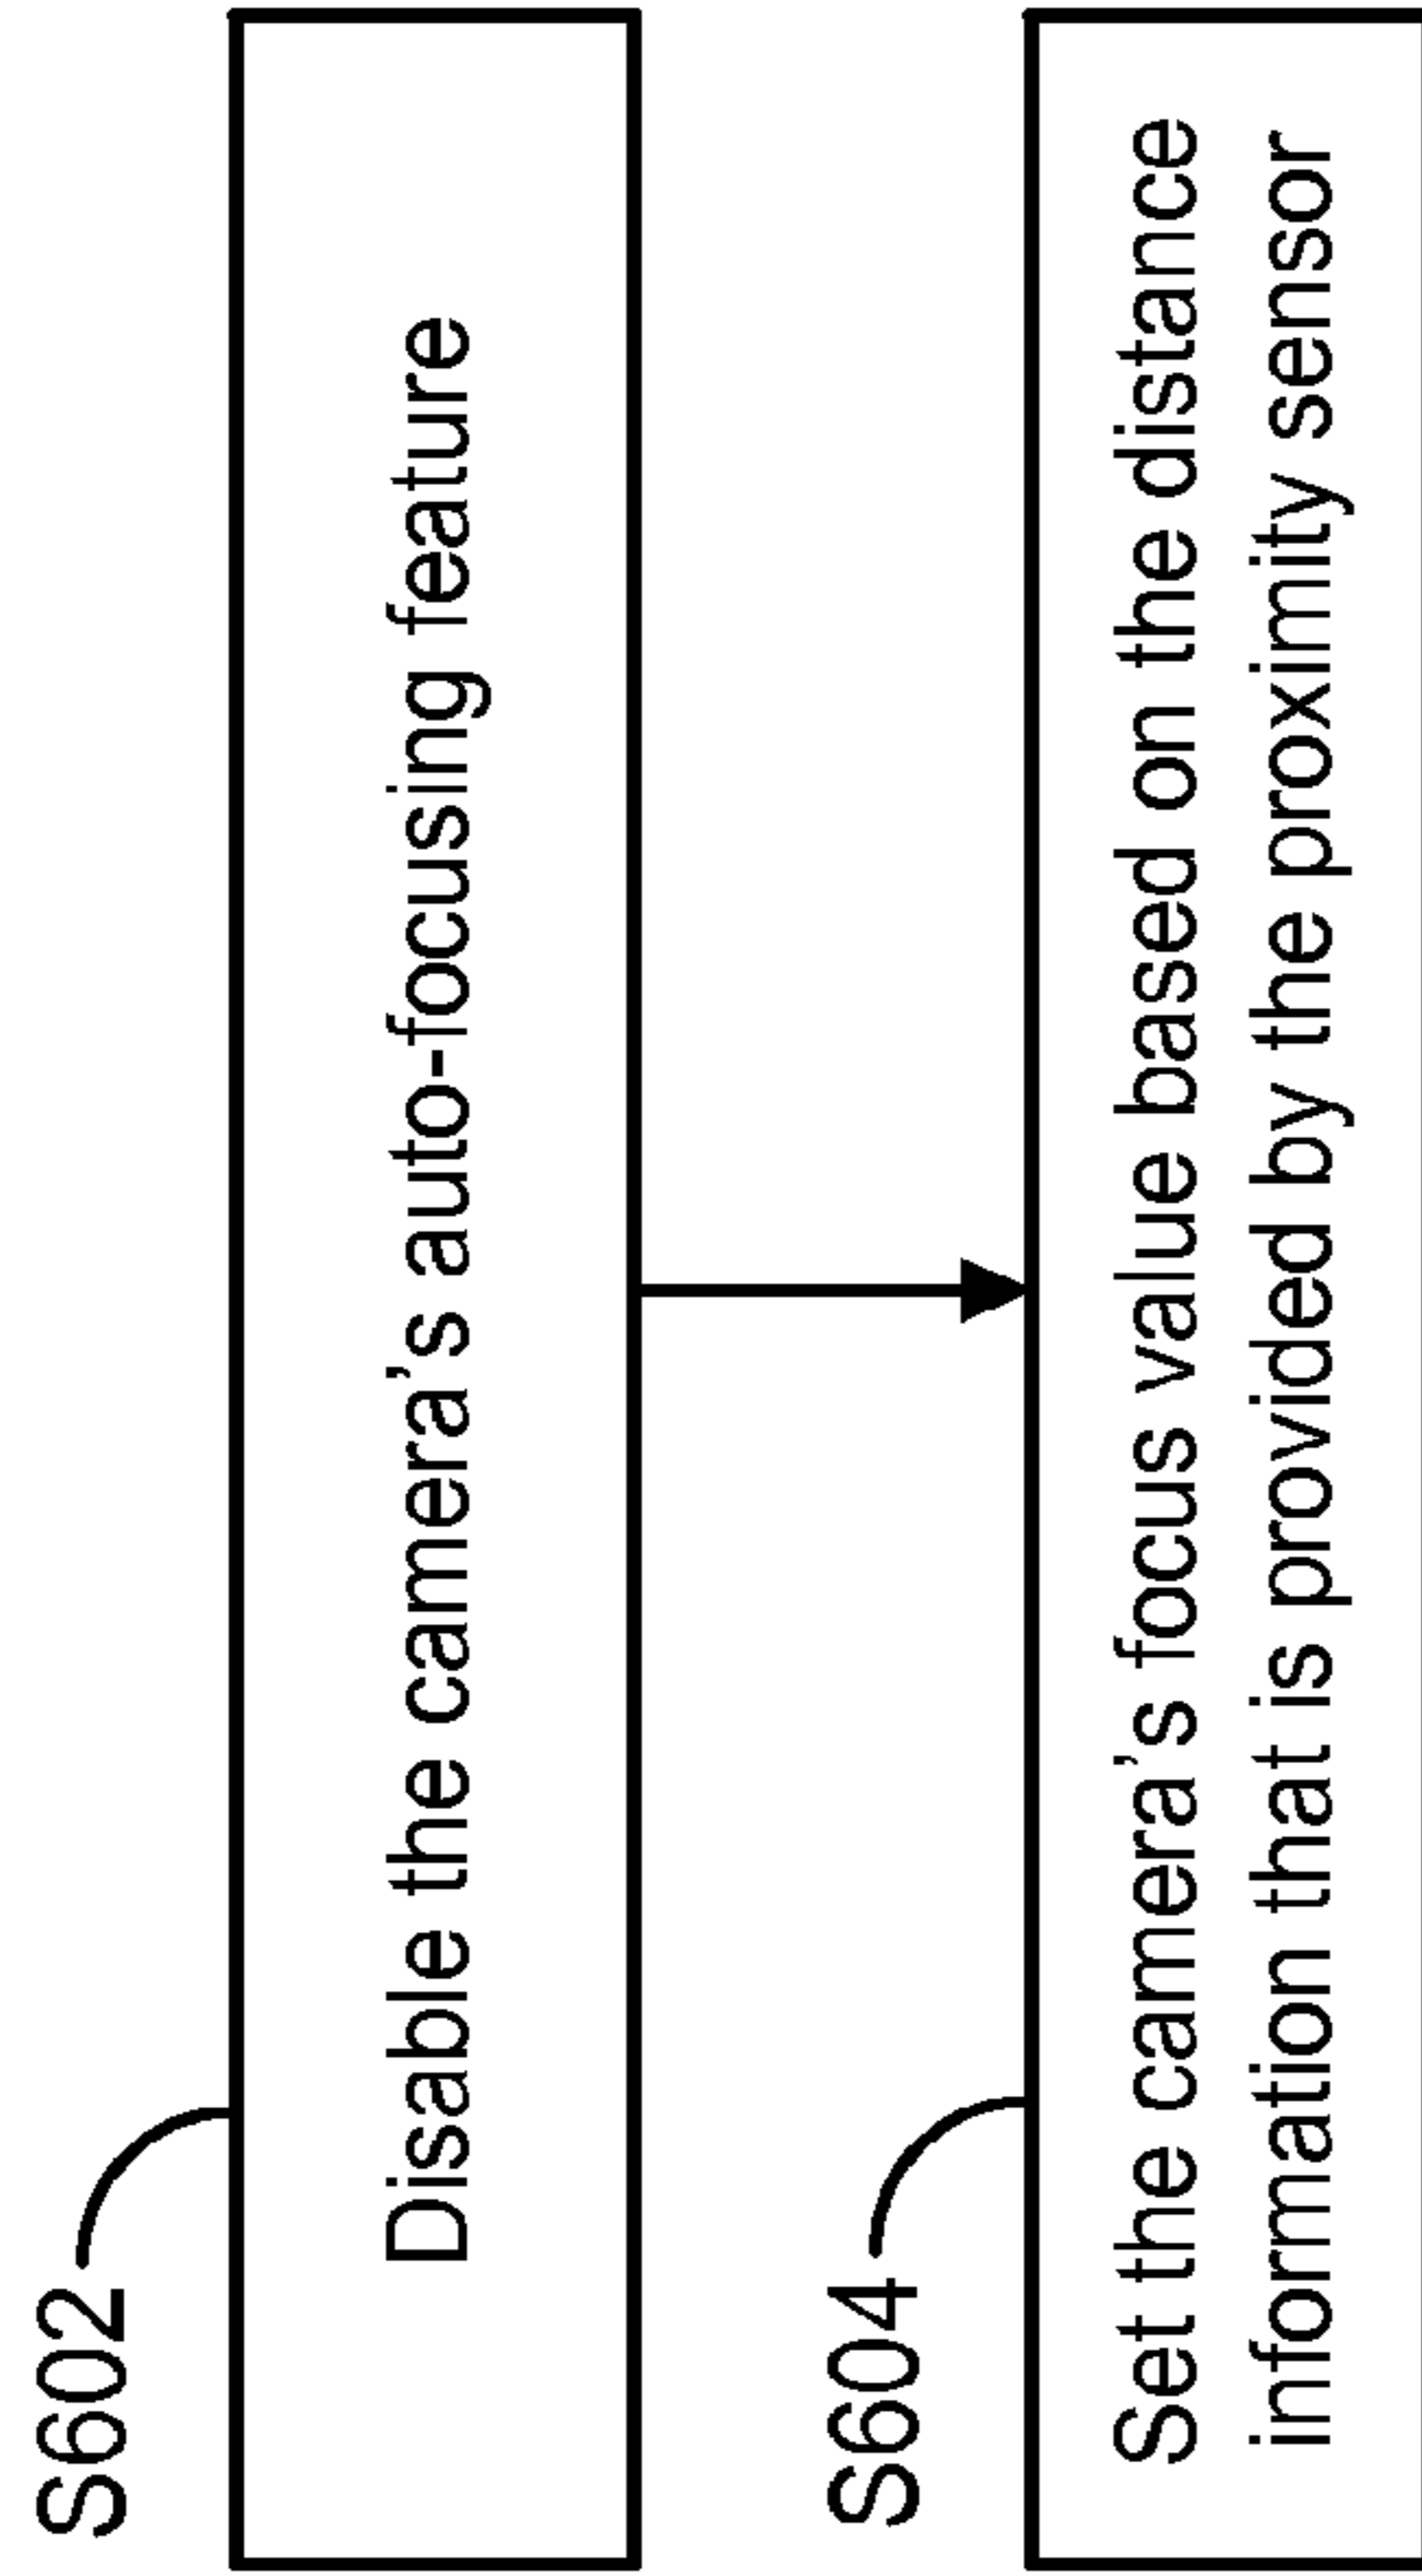 S602
Disable the camera's auto-focusing feature
S604
Set the camera's focus value based on the distance
information that is provided by the proximity sensor